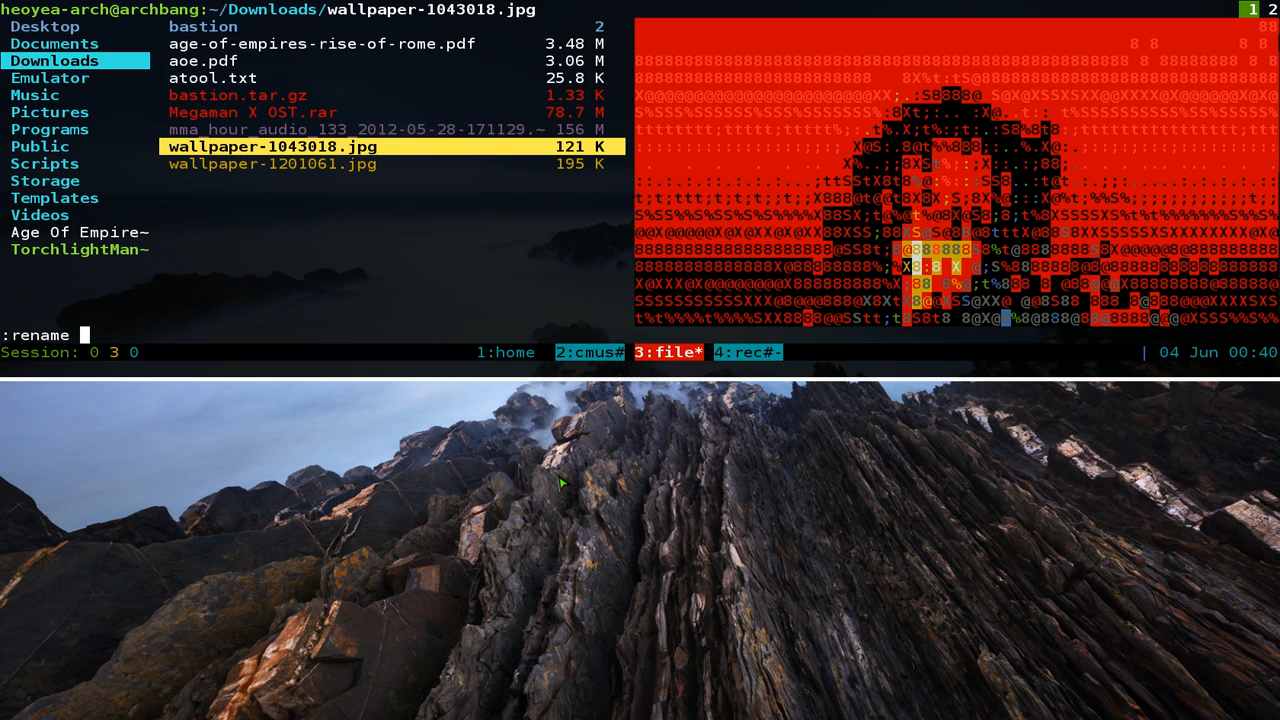 heoyea-arch@archbang:~/Downloads/wallpaper-1043018.jpg 1 2
Desktop bastion 2
Documents age-of-empires-rise-of-rome.pdf 3.48 M
Downloads aoe.pdf 3.06 M
Emulator atool.txt 25.8 K
Music bastion.tar.gz 1.33 K
Pictures Megaman X OST.rar 78.7 M
Programs mma_hour_audio_133_2012-05-28-171129.~ 156 M
Public wallpaper-1043018.jpg 121 K
Scripts wallpaper-1201061.jpg 195 K
Storage
Templates
Videos
Age Of Empire~
TorchlightMan~
:rename
Session: 0 3 0 1:home 2:cmus# 3:file* 4:rec#- | 04 Jun 00:40